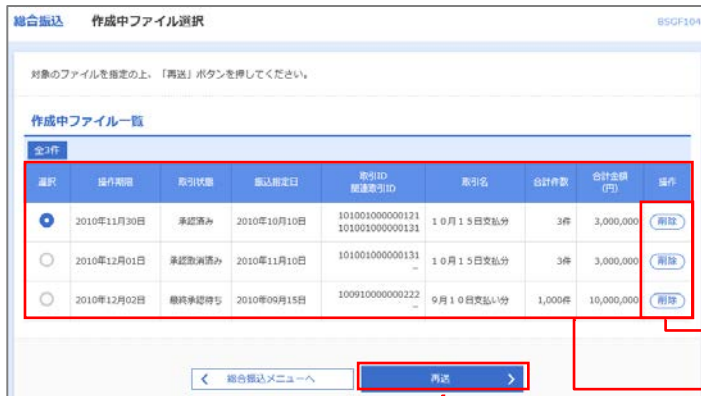 総合振込 作成中ファイル選択 BSGF104
対象のファイルを指定の上、「再送」ボタンを押してください。
作成中ファイル一覧
全3件
選択 操作期限 取引状態 振込指定日 取引ID 取引名 合計件数 合計金額 操作
関連取引ID (円)
2010年11月30日 承認済み 2010年10月10日 101001000000121 10月15日支払分 3件 3,000,000 削除
101001000000131
2010年12月01日 承認取消済み 2010年11月10日 101001000000131 10月15日支払分 3件 3,000,000 削除
–
2010年12月02日 最終承認待ち 2010年09月15日 100910000000222 9月10日支払い分 1,000件 10,000,000 削除
–
総合振込メニューへ 再送